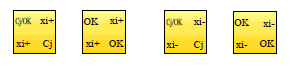 Cj/OK xi+ OK xi+ Cj/OK xi- OK xi-
xi+ Cj xi+ OK xi- Cj xi- OK